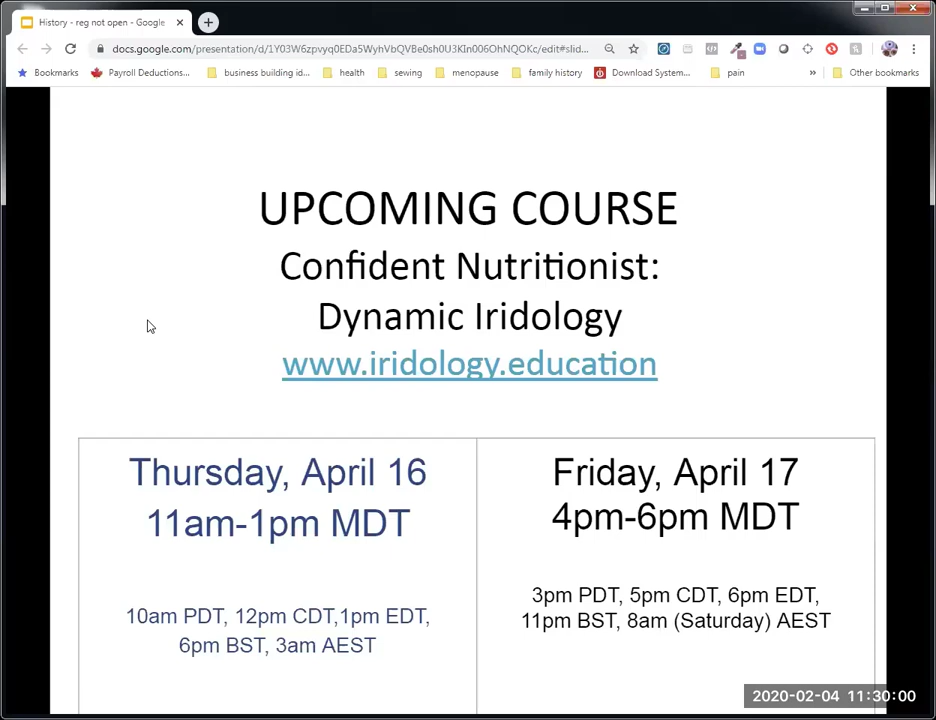 History - reg not open - Google
docs.google.com/presentation/d/1Y03W6zpvyq0EDa5WyhVbQVBe0sh0U3KIn006OhNQOKc/edit#slid...
Bookmarks
Payroll Deductions...
business building id...
health
sewing
menopause
family history
Download System...
pain
»
Other bookmarks
UPCOMING COURSE
Confident Nutritionist:
Dynamic Iridology
www.iridology.education
Thursday, April 16
11am-1pm MDT
10am PDT, 12pm CDT,1pm EDT,
6pm BST, 3am AEST
Friday, April 17
4pm-6pm MDT
3pm PDT, 5pm CDT, 6pm EDT,
11pm BST, 8am (Saturday) AEST
2020-02-04 11:30:00